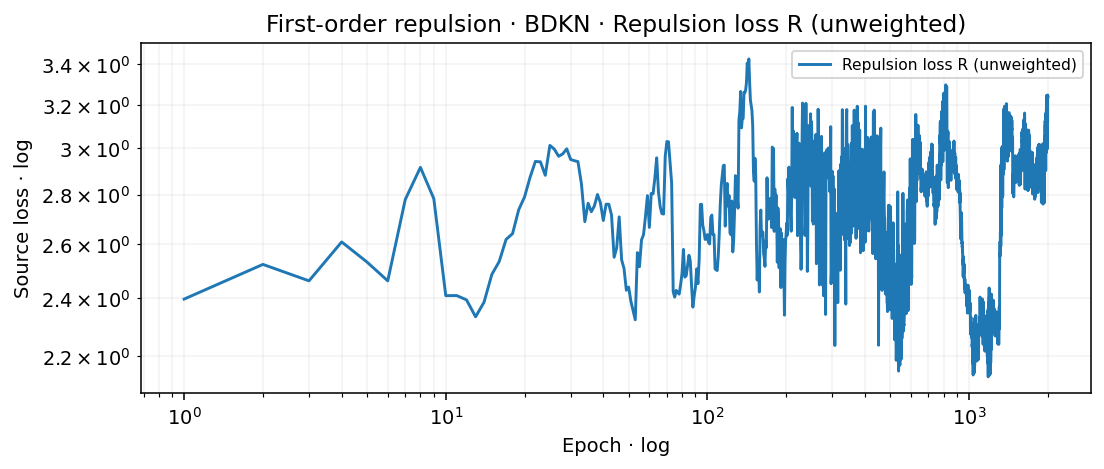 First-order repulsion · BDKN · Repulsion loss R (unweighted)
Repulsion loss R (unweighted)
Source loss · log
3.4 × 10⁰
3.2 × 10⁰
3 × 10⁰
2.8 × 10⁰
2.6 × 10⁰
2.4 × 10⁰
2.2 × 10⁰
10⁰ 10¹ 10² 10³
Epoch · log